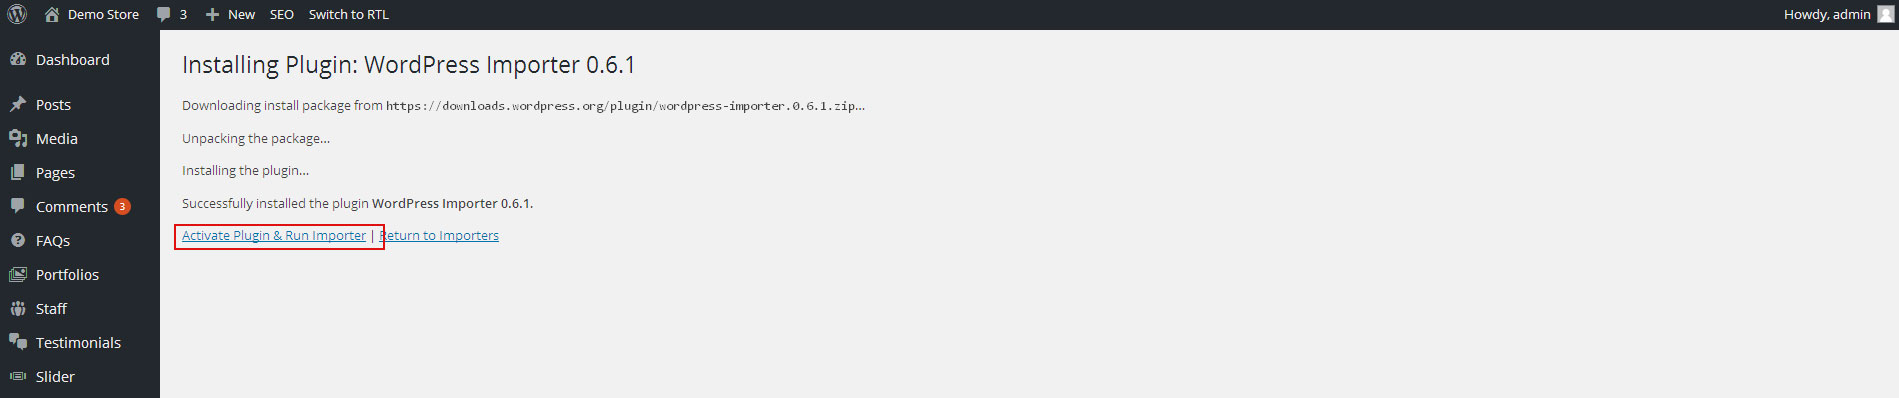 Demo Store 3 New SEO Switch to RTL Howdy, admin
Dashboard
Posts
Media
Pages
Comments 3
FAQs
Portfolios
Staff
Testimonials
Slider
Installing Plugin: WordPress Importer 0.6.1
Downloading install package from https://downloads.wordpress.org/plugin/wordpress-importer.0.6.1.zip…
Unpacking the package…
Installing the plugin…
Successfully installed the plugin WordPress Importer 0.6.1.
Activate Plugin & Run Importer | Return to Importers